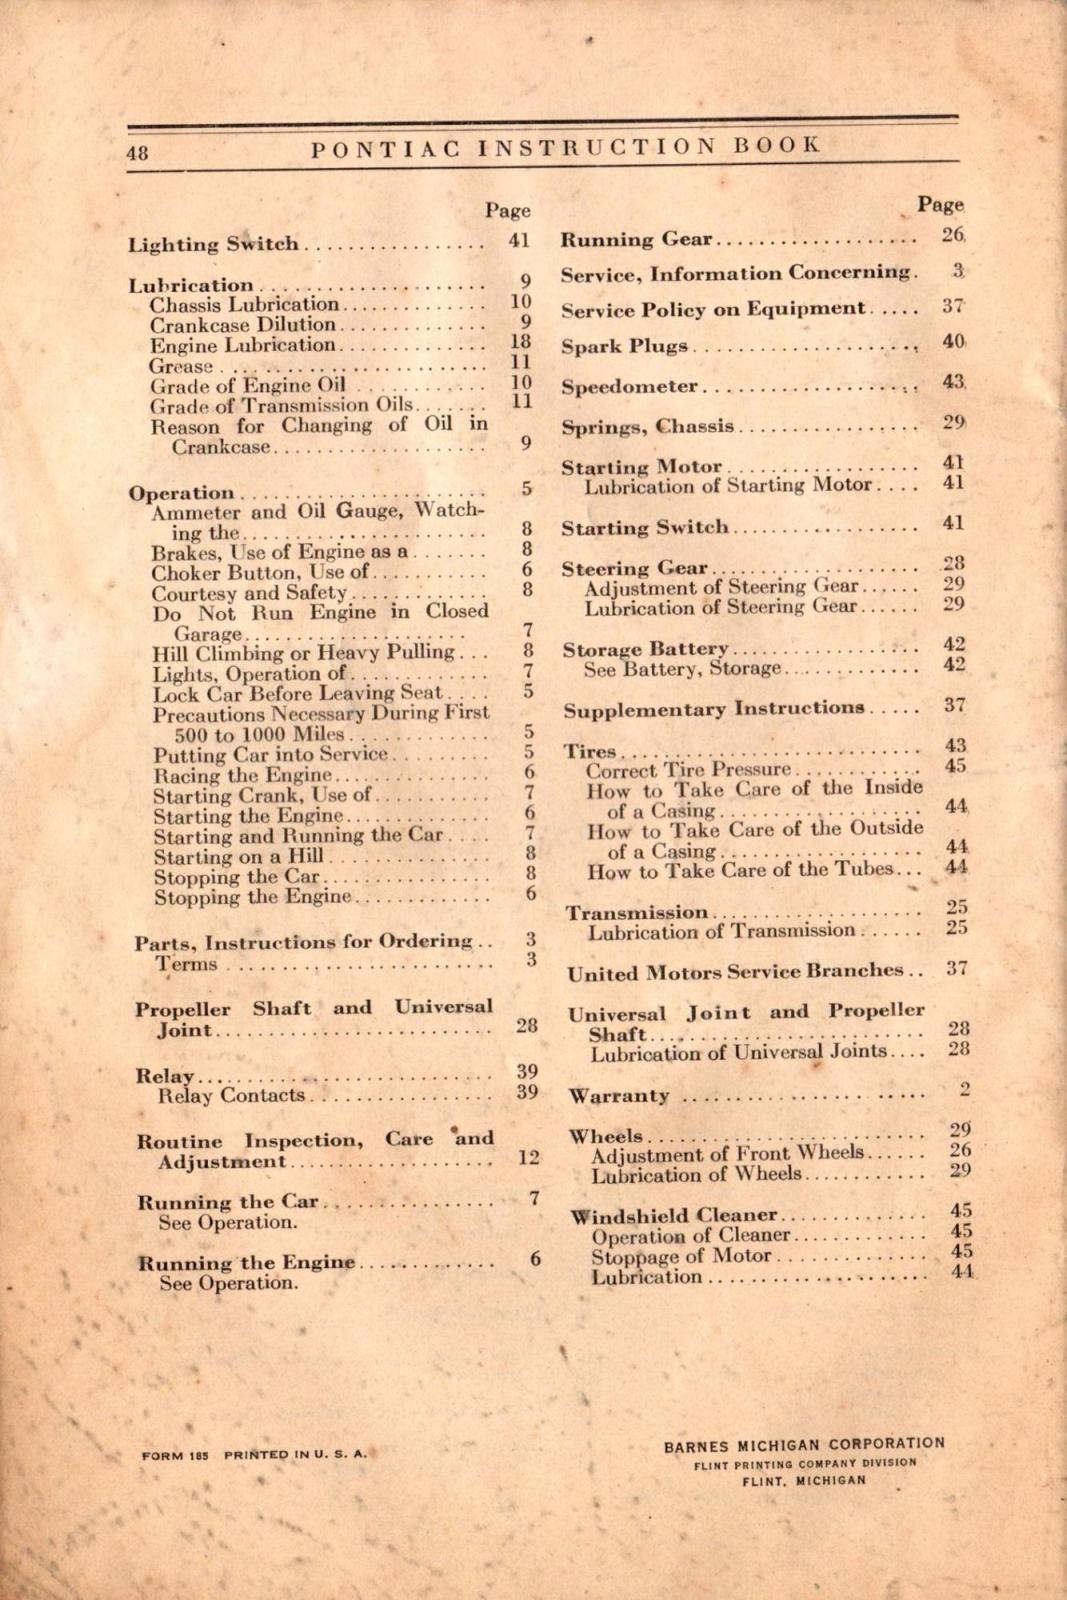 48 PONTIAC INSTRUCTION BOOK
Page
Lighting Switch................. 41
Lubrication..................... 9
Chassis Lubrication.............. 10
Crankcase Dilution.............. 9
Engine Lubrication.............. 18
Grease.......................... 11
Grade of Engine Oil............. 10
Grade of Transmission Oils....... 11
Reason for Changing of Oil in
Crankcase.................... 9
Operation....................... 5
Ammeter and Oil Gauge, Watch-
ing the....................... 8
Brakes, Use of Engine as a....... 8
Choker Button, Use of........... 6
Courtesy and Safety............. 8
Do Not Run Engine in Closed
Garage..................... 7
Hill Climbing or Heavy Pulling... 8
Lights, Operation of............. 7
Lock Car Before Leaving Seat.... 5
Precautions Necessary During First
500 to 1000 Miles............. 5
Putting Car into Service......... 5
Racing the Engine............... 6
Starting Crank, Use of........... 7
Starting the Engine.............. 6
Starting and Running the Car.... 7
Starting on a Hill............... 8
Stopping the Car................ 8
Stopping the Engine............. 6
Parts, Instructions for Ordering.. 3
Terms.......................... 3
Propeller Shaft and Universal
Joint.......................... 28
Relay............................ 39
Relay Contacts.................. 39
Routine Inspection, Care and
Adjustment.................... 12
Running the Car................ 7
See Operation.
Running the Engine............. 6
See Operation.
Page
Running Gear................... 26
Service, Information Concerning. 3
Service Policy on Equipment..... 37
Spark Plugs...................... 40
Speedometer..................... 43
Springs, Chassis................. 29
Starting Motor.................. 41
Lubrication of Starting Motor.... 41
Starting Switch.................. 41
Steering Gear.................... 28
Adjustment of Steering Gear...... 29
Lubrication of Steering Gear...... 29
Storage Battery.................. 42
See Battery, Storage............. 42
Supplementary Instructions..... 37
Tires............................. 43
Correct Tire Pressure............ 45
How to Take Care of the Inside
of a Casing.................... 44
How to Take Care of the Outside
of a Casing.................... 44
How to Take Care of the Tubes... 44
Transmission.................... 25
Lubrication of Transmission...... 25
United Motors Service Branches.. 37
Universal Joint and Propeller
Shaft.......................... 28
Lubrication of Universal Joints.... 28
Warranty........................ 2
Wheels........................... 29
Adjustment of Front Wheels...... 26
Lubrication of Wheels............ 29
Windshield Cleaner.............. 45
Operation of Cleaner............. 45
Stoppage of Motor............... 45
Lubrication...................... 44
FORM 185 PRINTED IN U. S. A.
BARNES MICHIGAN CORPORATION
FLINT PRINTING COMPANY DIVISION
FLINT, MICHIGAN